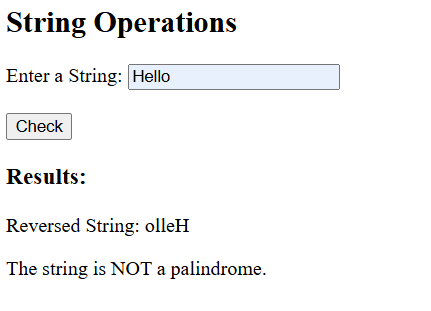 String Operations
Enter a String: Hello
Check
Results:
Reversed String: olleH
The string is NOT a palindrome.